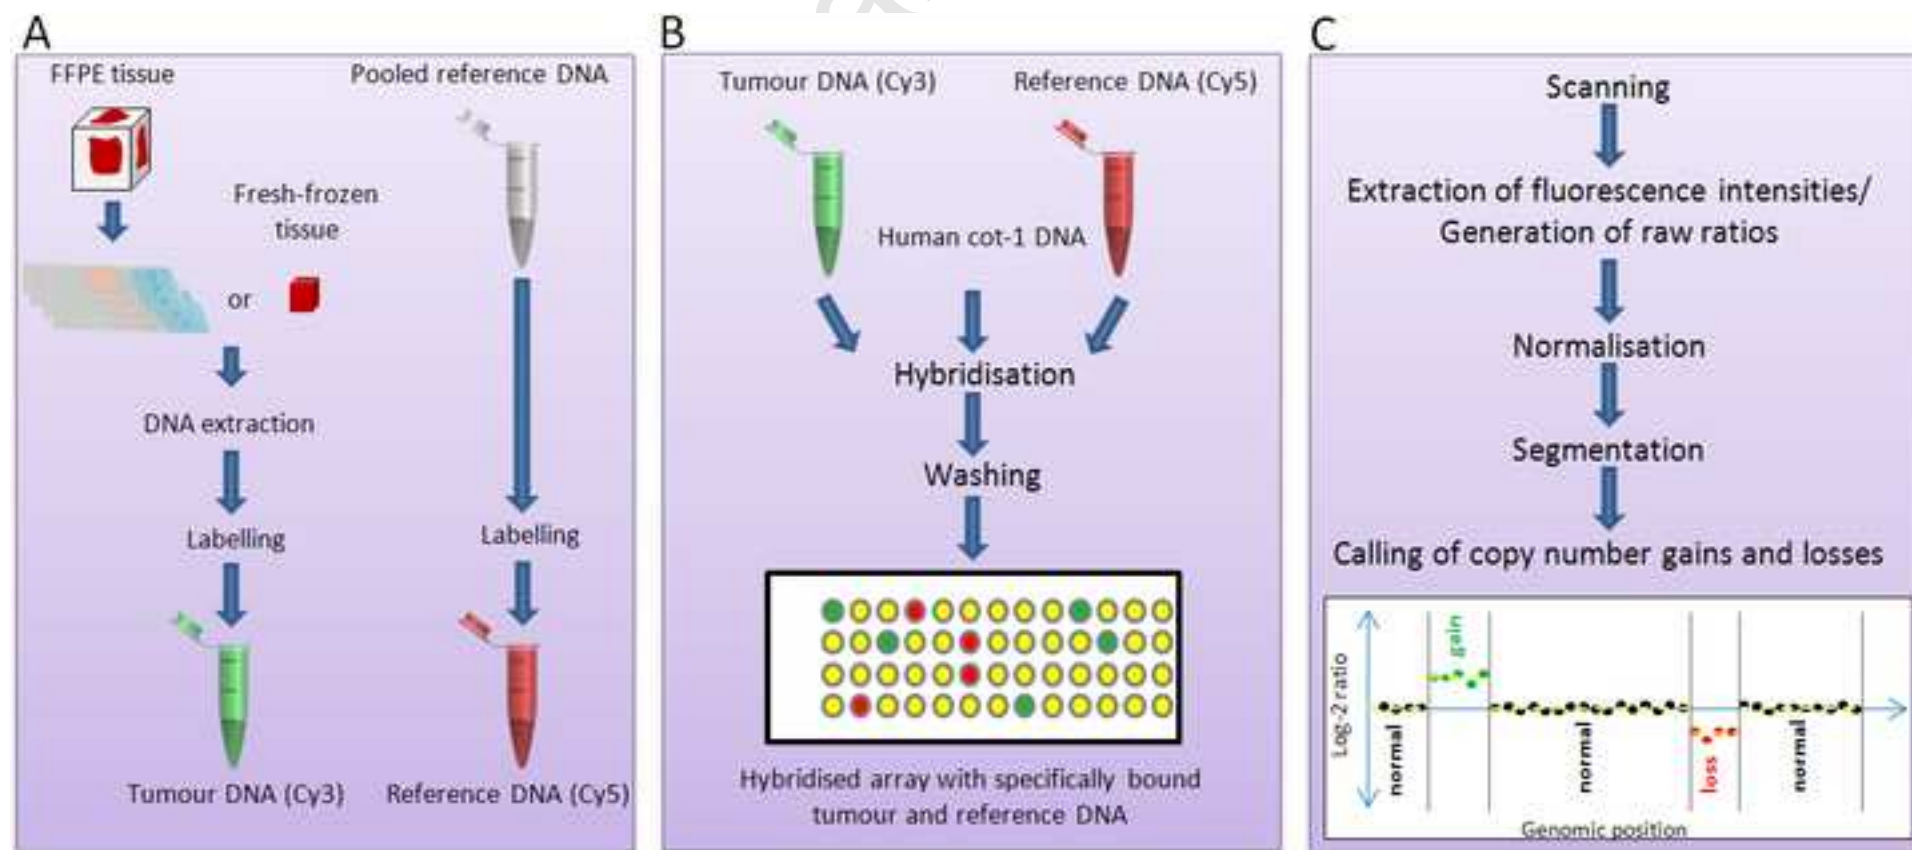 A
FFPE tissue
Pooled reference DNA
Fresh-frozen
tissue
or
DNA extraction
Labelling
Labelling
Tumour DNA (Cy3)
Reference DNA (Cy5)
B
Tumour DNA (Cy3)
Reference DNA (Cy5)
Human cot-1 DNA
Hybridisation
Washing
Hybridised array with specifically bound
tumour and reference DNA
C
Scanning
Extraction of fluorescence intensities/
Generation of raw ratios
Normalisation
Segmentation
Calling of copy number gains and losses
Log-2 ratio
normal
gain
normal
loss
normal
Genomic position